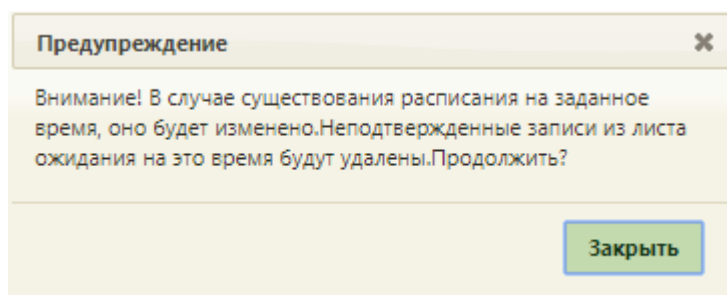 Предупреждение
Внимание! В случае существования расписания на заданное
время, оно будет изменено.Неподтвержденные записи из листа
ожидания на это время будут удалены.Продолжить?
Закрыть